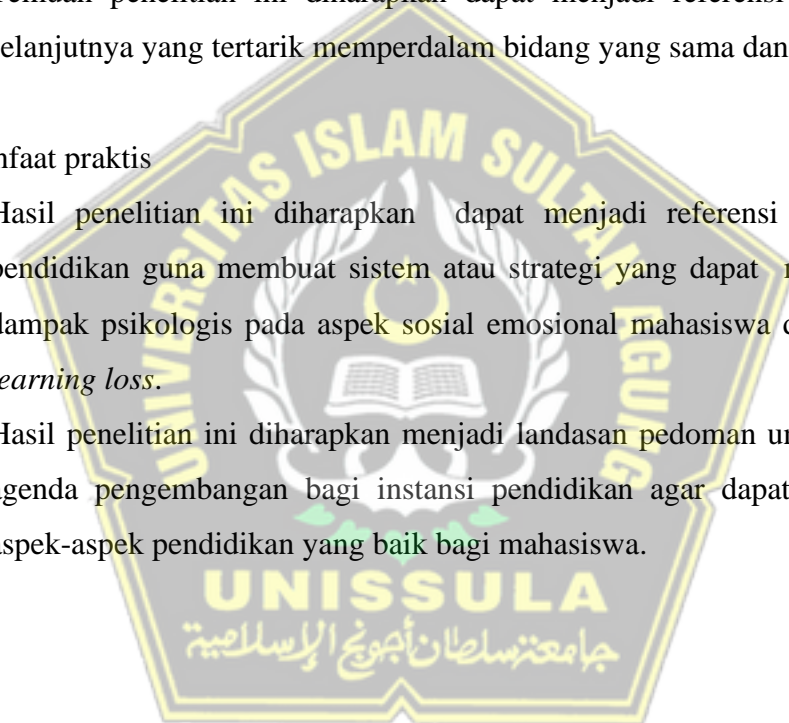 penelitian ini diharapkan dapat menjadi referensi
elanjutnya yang tertarik memperdalam bidang yang sama dan
nfaat praktis
Hasil penelitian ini diharapkan dapat menjadi referensi
pendidikan guna membuat sistem atau strategi yang dapat
dampak psikologis pada aspek sosial emosional mahasiswa
learning loss.
Hasil penelitian ini diharapkan menjadi landasan pedoman
agenda pengembangan bagi instansi pendidikan agar dapat
aspek-aspek pendidikan yang baik bagi mahasiswa.
UNIVERSITAS ISLAM SULTAN AGUNG
UNISSULA
جامعة سلطان أجونج الإسلامية